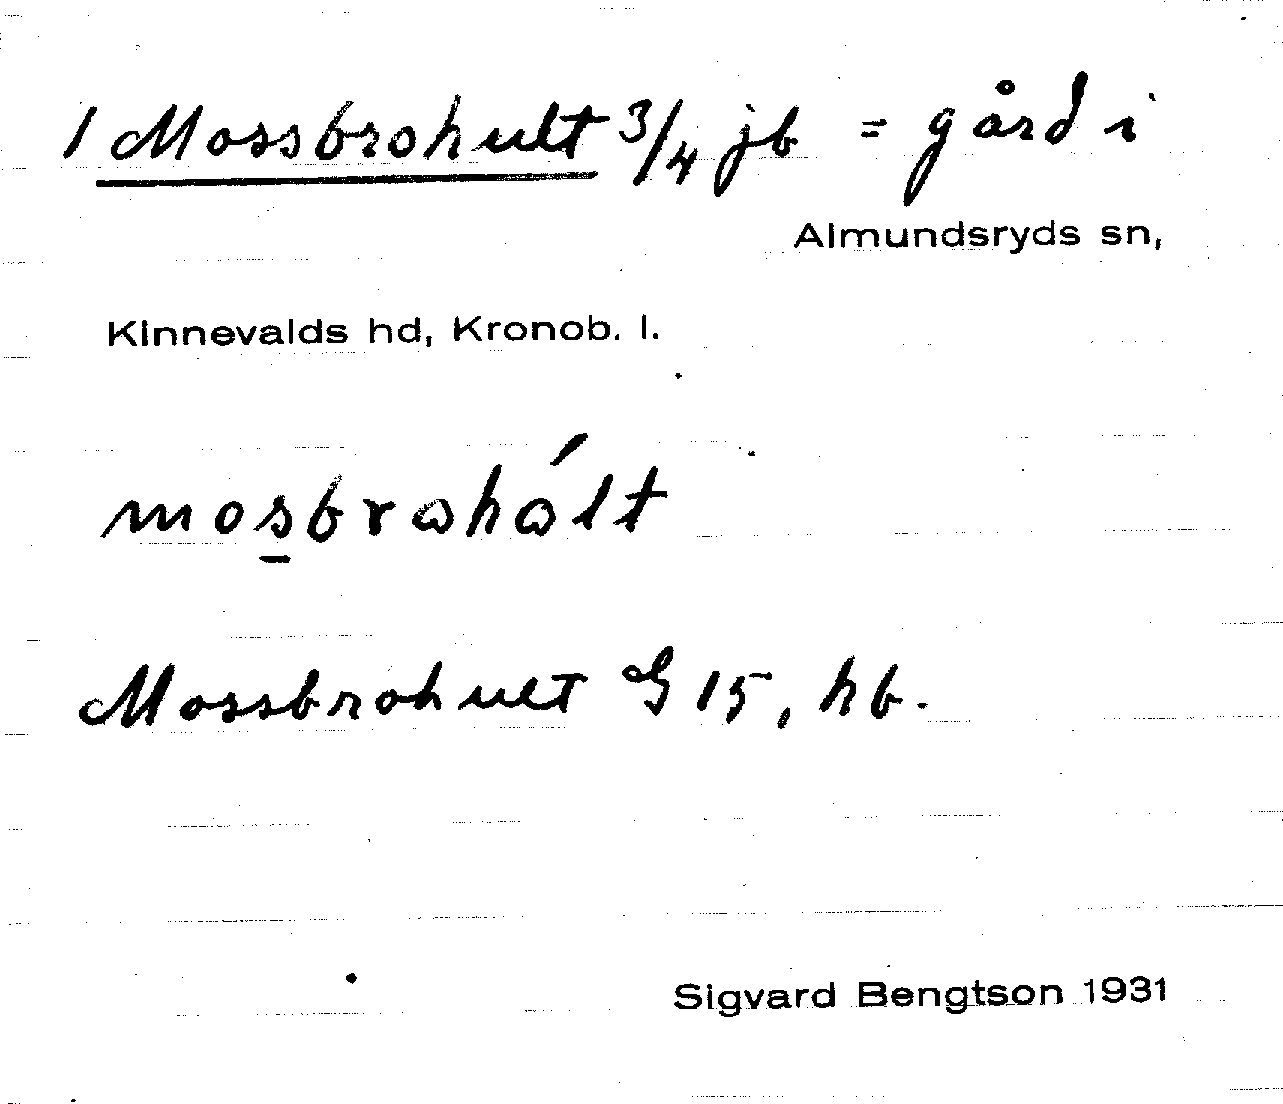 1 Mossbrohult 3/4 jb = gård i
Almundsryds sn,
Kinnevalds hd, Kronob. l.
mosbrohólt
Mossbrohult G 15, hb.
Sigvard Bengtson 1931